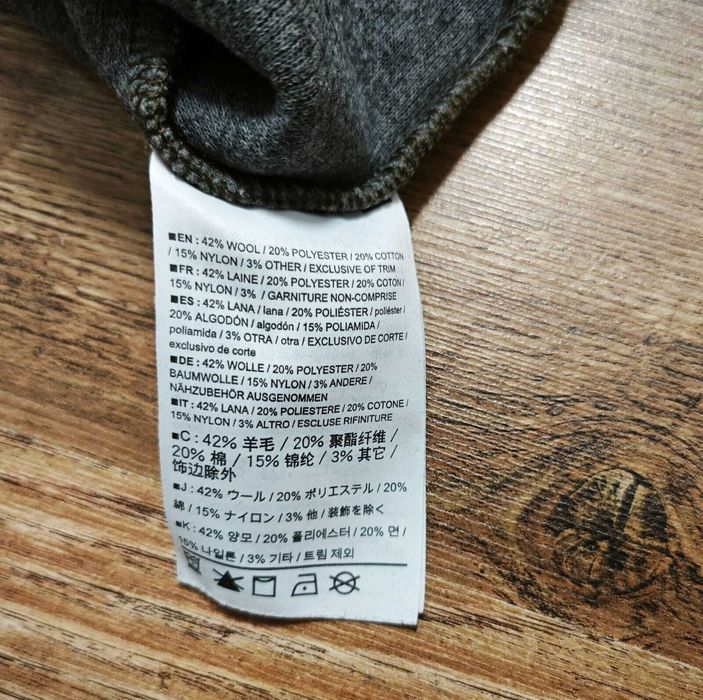 ■EN : 42% WOOL / 20% POLYESTER / 20% COTTON
/ 15% NYLON / 3% OTHER / EXCLUSIVE OF TRIM
■FR : 42% LAINE / 20% POLYESTER / 20% COTON /
15% NYLON / 3% / GARNITURE NON-COMPRISE
■ES : 42% LANA / lana / 20% POLIÉSTER / poliéster /
20% ALGODÓN / algodón / 15% POLIAMIDA /
poliamida / 3% OTRA / otra / EXCLUSIVO DE CORTE /
exclusivo de corte
■DE : 42% WOLLE / 20% POLYESTER / 20%
BAUMWOLLE / 15% NYLON / 3% ANDERE /
NÄHZUBEHÖR AUSGENOMMEN
■IT : 42% LANA / 20% POLIESTERE / 20% COTONE /
15% NYLON / 3% ALTRO / ESCLUSE RIFINITURE
■C : 42% 羊毛 / 20% 聚酯纤维 /
20% 棉 / 15% 锦纶 / 3% 其它 /
饰边除外
■J : 42% ウール / 20% ポリエステル / 20%
綿 / 15% ナイロン / 3% 他 / 装飾を除く
■K : 42% 양모 / 20% 폴리에스터 / 20% 면 /
15% 나일론 / 3% 기타 / 트림 제외